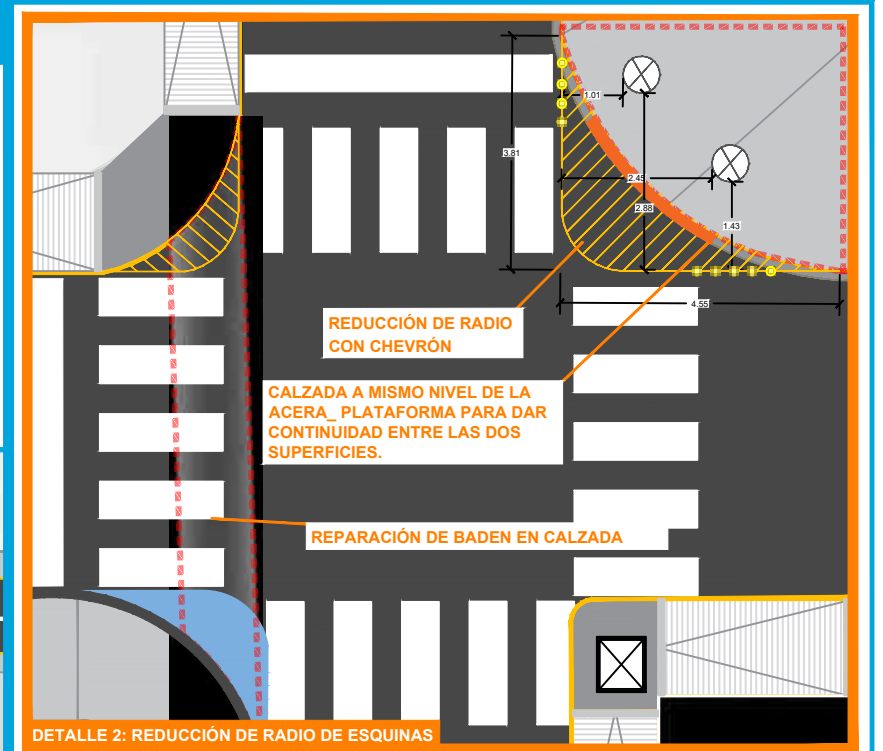 1.01
3.81
2.45
2.88
1.43
4.55
REDUCCIÓN DE RADIO
CON CHEVRÓN
CALZADA A MISMO NIVEL DE LA
ACERA_ PLATAFORMA PARA DAR
CONTINUIDAD ENTRE LAS DOS
SUPERFICIES.
REPARACIÓN DE BADEN EN CALZADA
DETALLE 2: REDUCCIÓN DE RADIO DE ESQUINAS